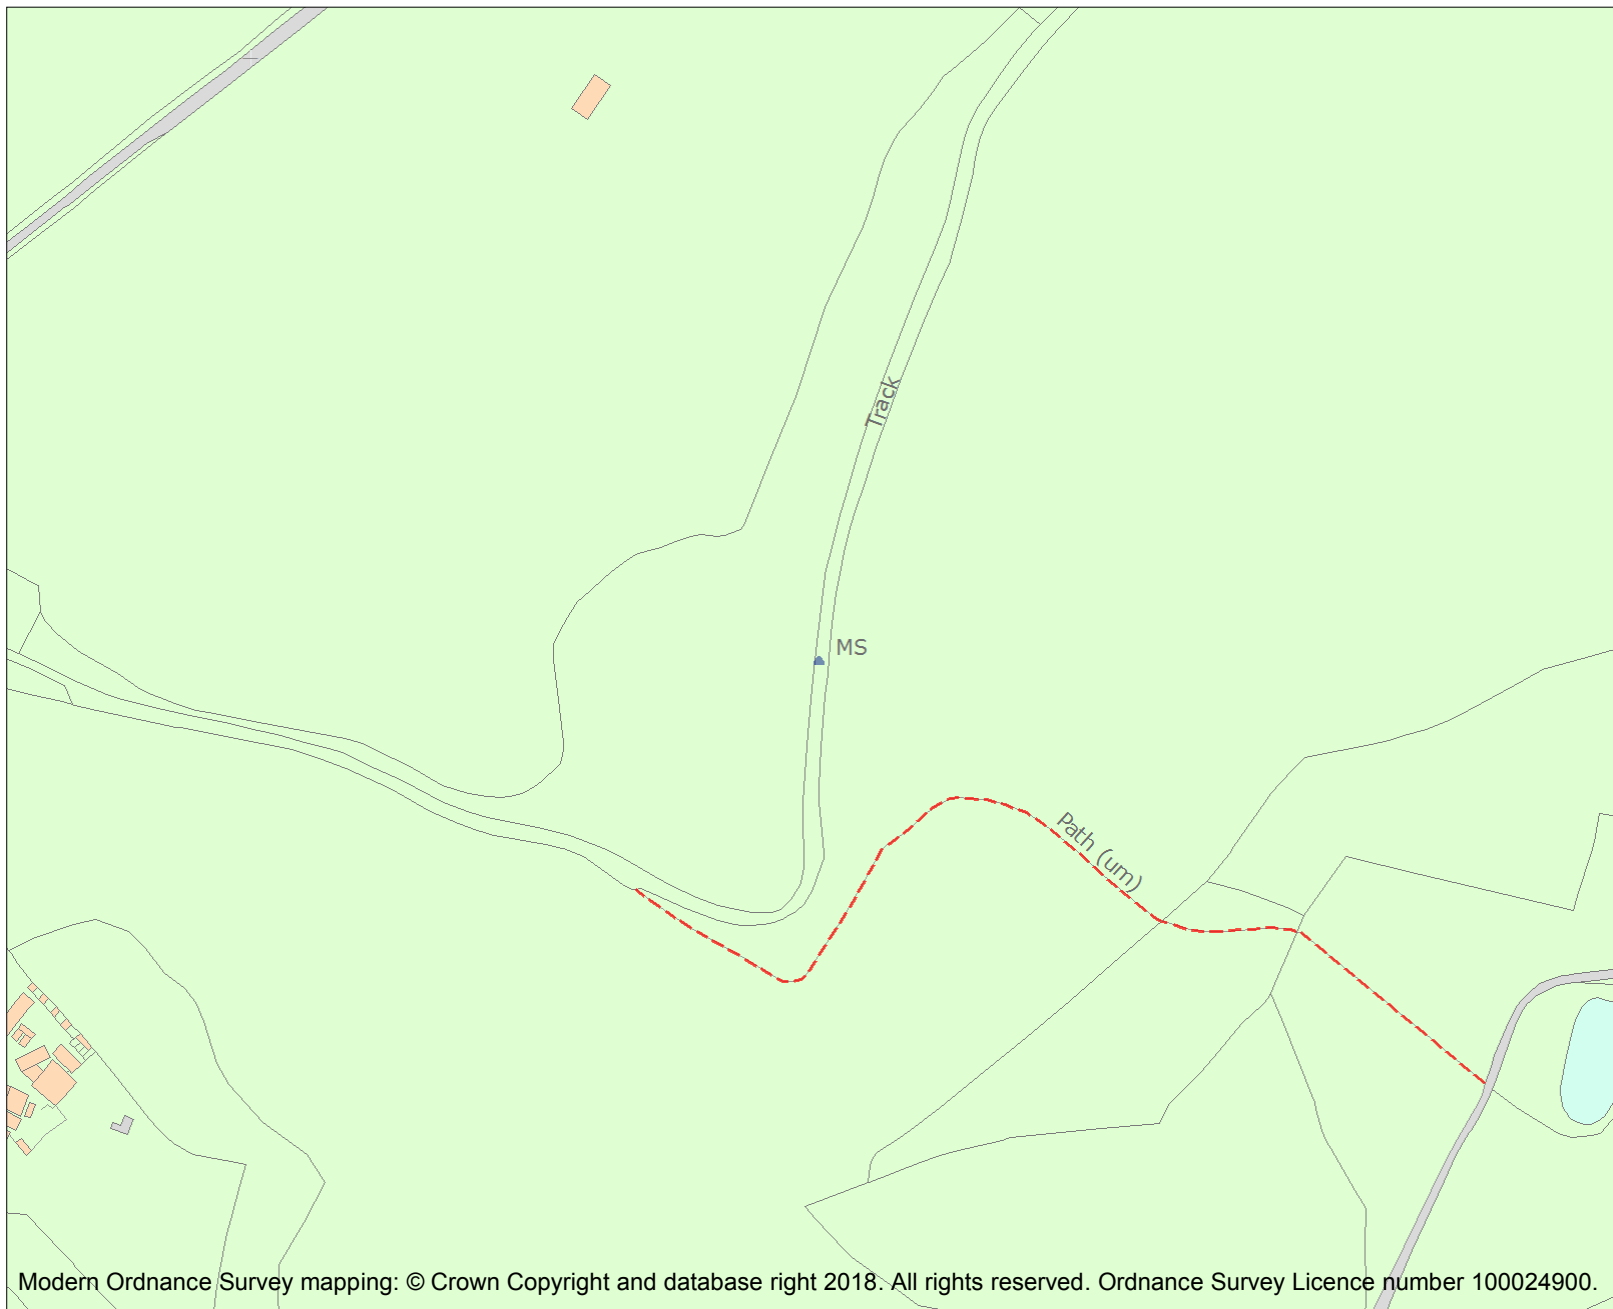 Track
MS
Path (um)
Modern Ordnance Survey mapping: © Crown Copyright and database right 2018. All rights reserved. Ordnance Survey Licence number 100024900.